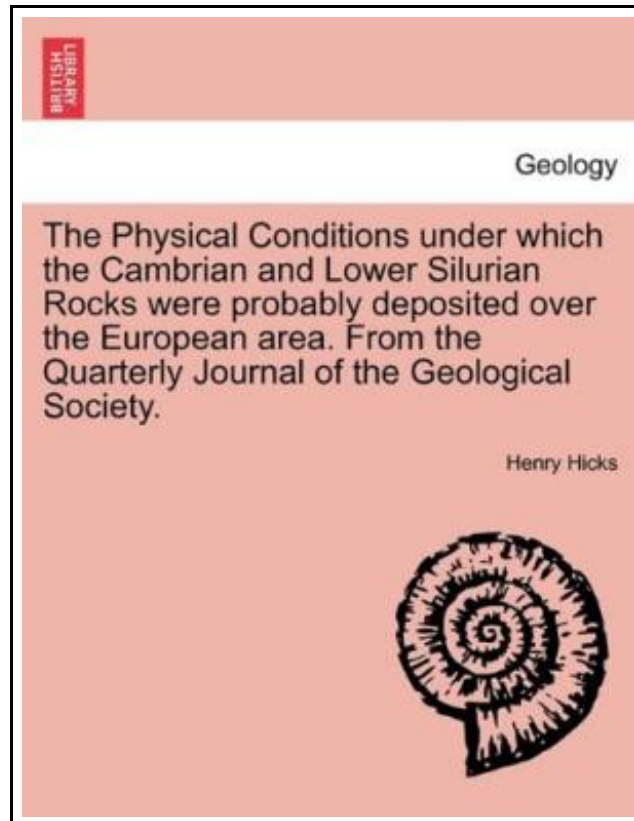 BRITISH
LIBRARY
Geology
The Physical Conditions under which
the Cambrian and Lower Silurian
Rocks were probably deposited over
the European area. From the
Quarterly Journal of the Geological
Society.
Henry Hicks